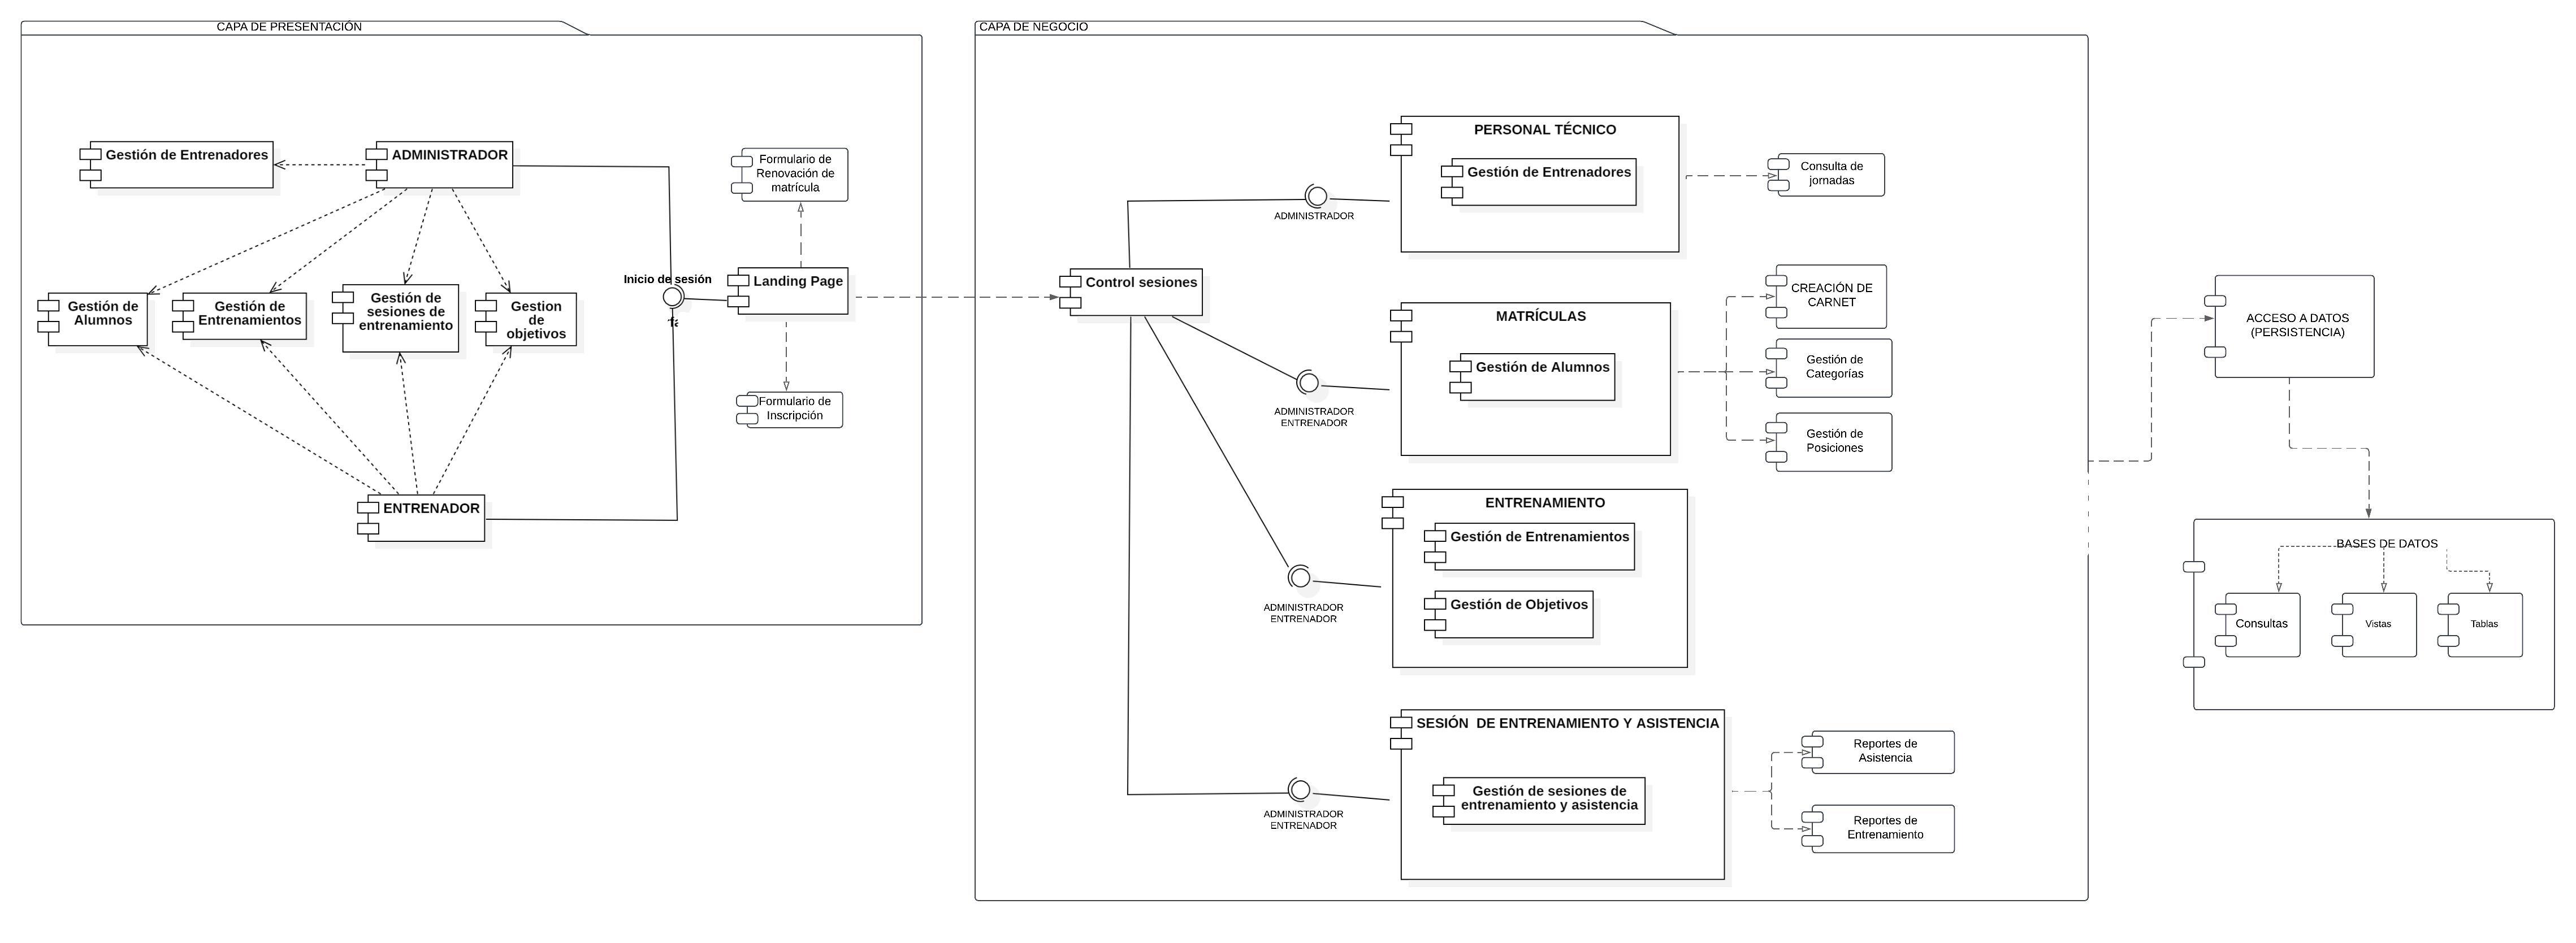 CAPA DE PRESENTACIÓN
Gestión de Entrenadores
ADMINISTRADOR
Formulario de
Renovación de
matrícula
Inicio de sesión
Landing Page
Gestión de
Alumnos
Gestión de
Entrenamientos
Gestión de
sesiones de
entrenamiento
Gestion
de
objetivos
Formulario de
Inscripción
ENTRENADOR
CAPA DE NEGOCIO
Control sesiones
ADMINISTRADOR
PERSONAL TÉCNICO
Gestión de Entrenadores
Consulta de
jornadas
ADMINISTRADOR
ENTRENADOR
MATRÍCULAS
Gestión de Alumnos
CREACIÓN DE
CARNET
Gestión de
Categorías
Gestión de
Posiciones
ADMINISTRADOR
ENTRENADOR
ENTRENAMIENTO
Gestión de Entrenamientos
Gestión de Objetivos
ADMINISTRADOR
ENTRENADOR
SESIÓN  DE ENTRENAMIENTO Y ASISTENCIA
Gestión de sesiones de
entrenamiento y asistencia
Reportes de
Asistencia
Reportes de
Entrenamiento
ACCESO A DATOS
(PERSISTENCIA)
BASES DE DATOS
Consultas
Vistas
Tablas